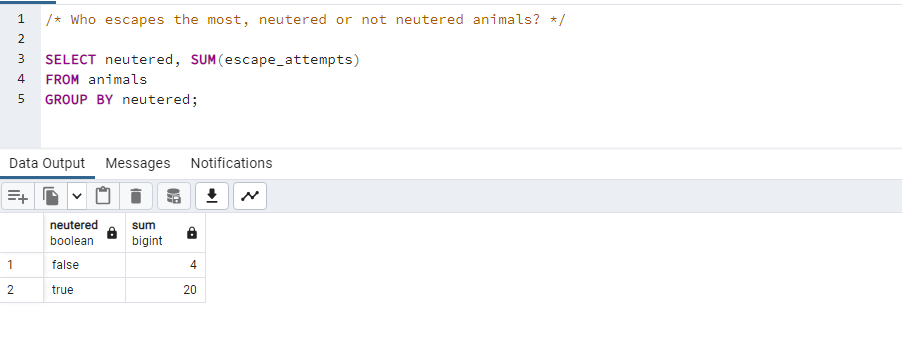 1 /* Who escapes the most, neutered or not neutered animals? */
2
3 SELECT neutered, SUM(escape_attempts)
4 FROM animals
5 GROUP BY neutered;
Data Output Messages Notifications
neutered sum
boolean bigint
1 false 4
2 true 20